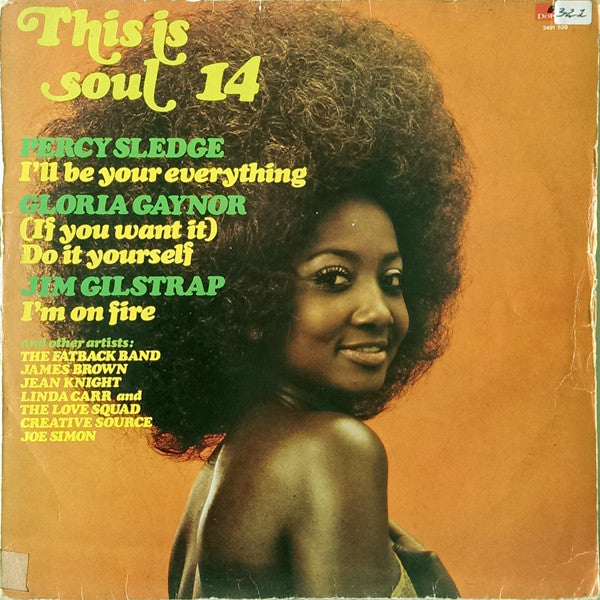 This is
soul 14
PERCY SLEDGE
I'll be your everything
GLORIA GAYNOR
(If you want it)
Do it yourself
JIM GILSTRAP
I'm on fire
and other artists:
THE FATBACK BAND
JAMES BROWN
JEAN KNIGHT
LINDA CARR and
THE LOVE SQUAD
CREATIVE SOURCE
JOE SIMON
322
2491 029